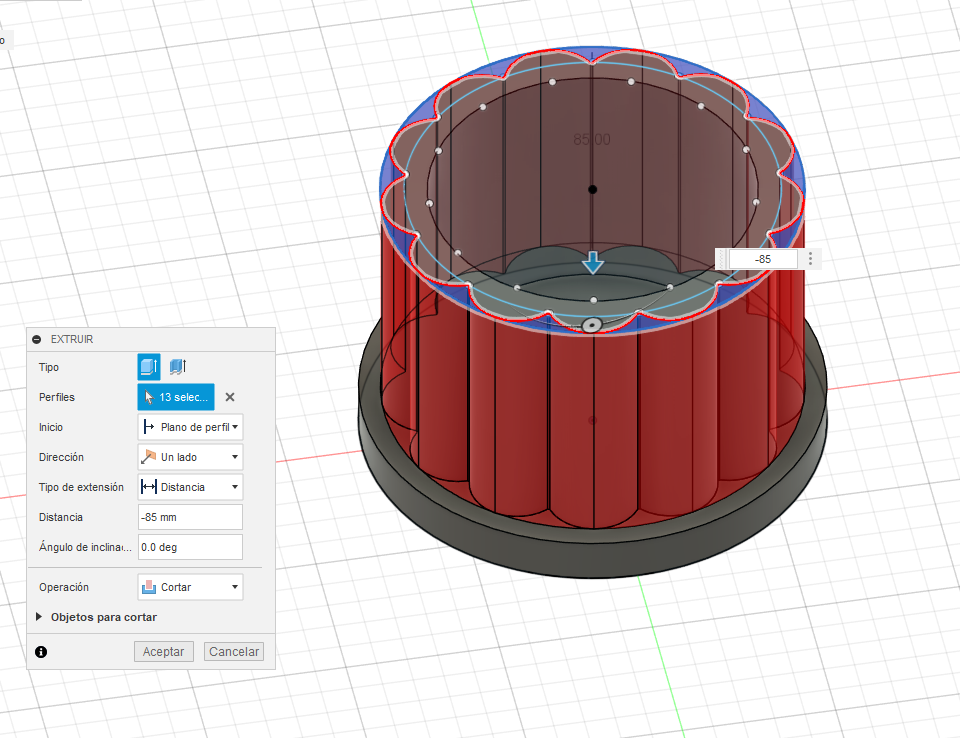 o
85.00
-85
EXTRUIR
Tipo
Perfiles 13 selec...
Inicio Plano de perfil
Dirección Un lado
Tipo de extensión Distancia
Distancia -85 mm
Ángulo de inclinac... 0.0 deg
Operación Cortar
Objetos para cortar
Aceptar Cancelar